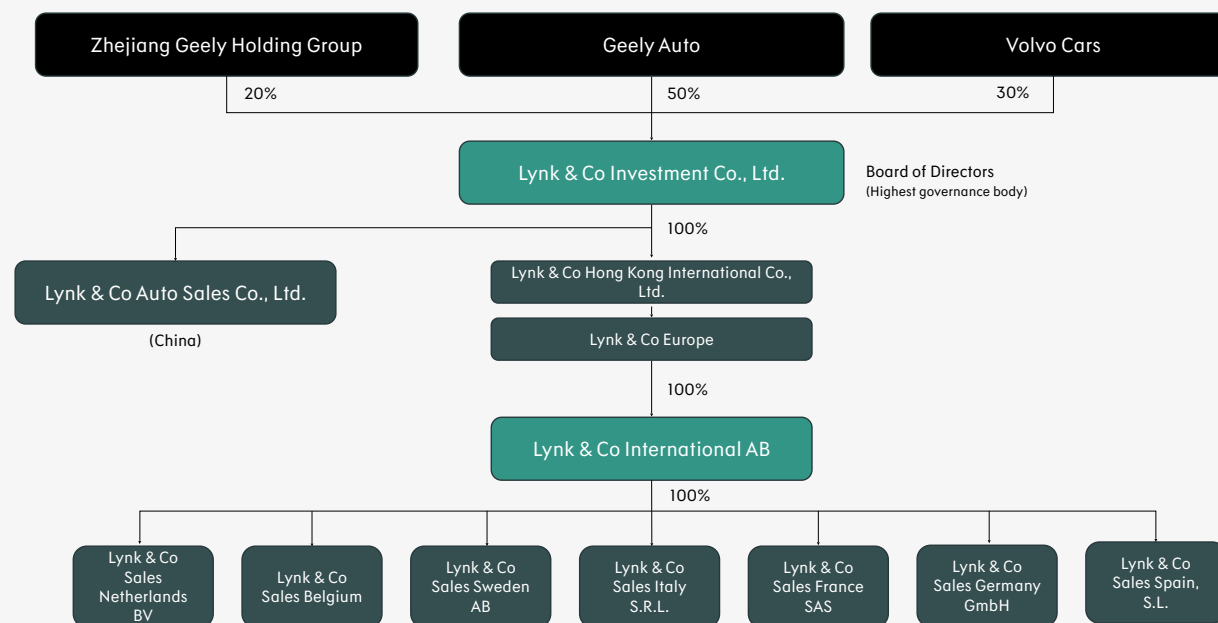 Zhejiang Geely Holding Group
Geely Auto
Volvo Cars
20%
50%
30%
Lynk & Co Investment Co., Ltd.
Board of Directors
(Highest governance body)
100%
Lynk & Co Auto Sales Co., Ltd.
(China)
Lynk & Co Hong Kong International Co.,
Ltd.
Lynk & Co Europe
100%
Lynk & Co International AB
100%
Lynk & Co
Sales
Netherlands
BV
Lynk & Co
Sales Belgium
Lynk & Co
Sales Sweden
AB
Lynk & Co
Sales Italy
S.R.L.
Lynk & Co
Sales France
SAS
Lynk & Co
Sales Germany
GmbH
Lynk & Co
Sales Spain,
S.L.